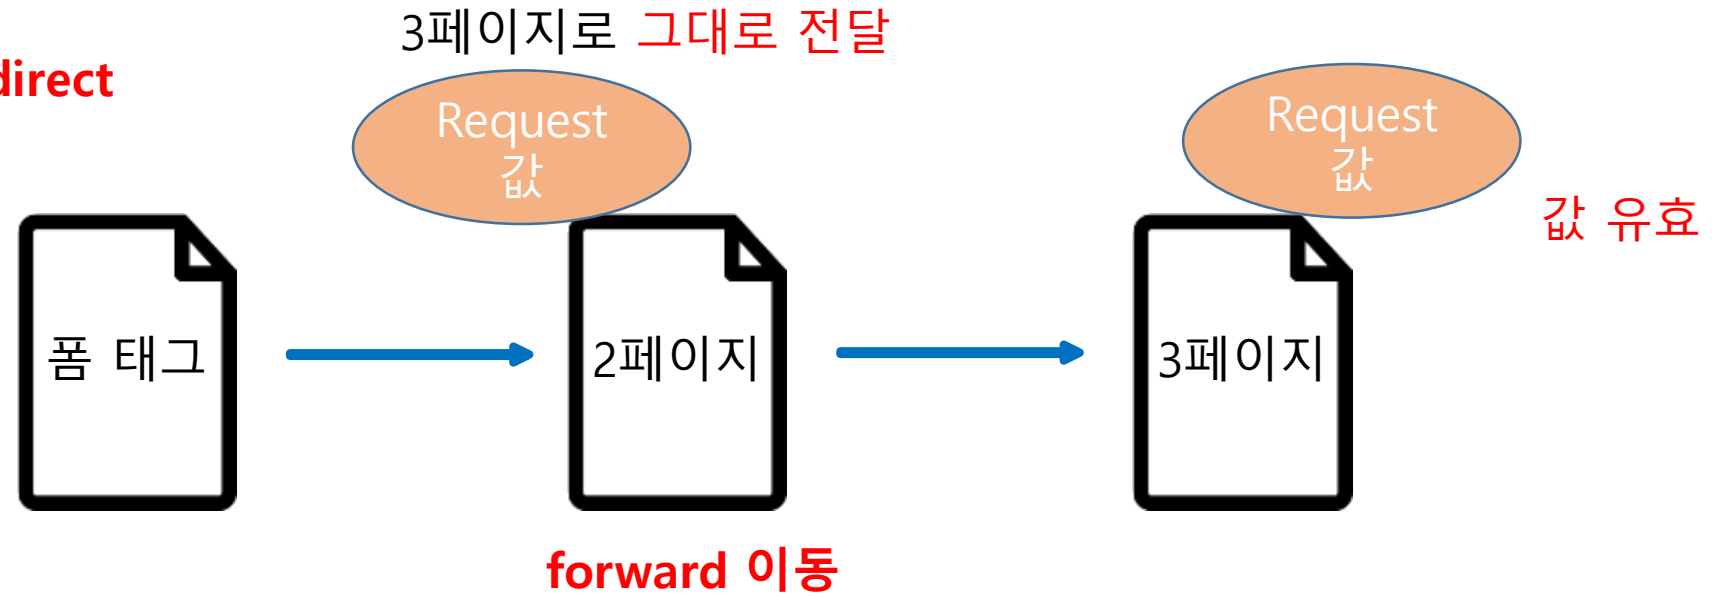 3페이지로 그대로 전달
direct
Request
값
Request
값
값 유효
폼 태그
2페이지
3페이지
forward 이동